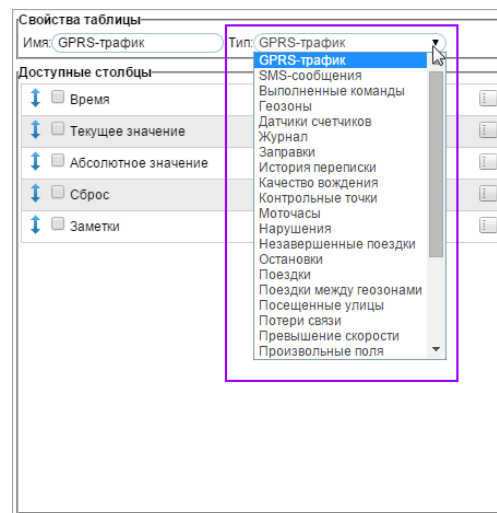 Свойства таблицы
Имя: GPRS-трафик Тип: GPRS-трафик
GPRS-трафик
SMS-сообщения
Выполненные команды
Геозоны
Датчики счетчиков
Журнал
Заправки
История переписки
Качество вождения
Контрольные точки
Моточасы
Нарушения
Незавершенные поездки
Остановки
Поездки
Поездки между геозонами
Посещенные улицы
Потери связи
Превышение скорости
Произвольные поля
Доступные столбцы
Время
Текущее значение
Абсолютное значение
Сброс
Заметки